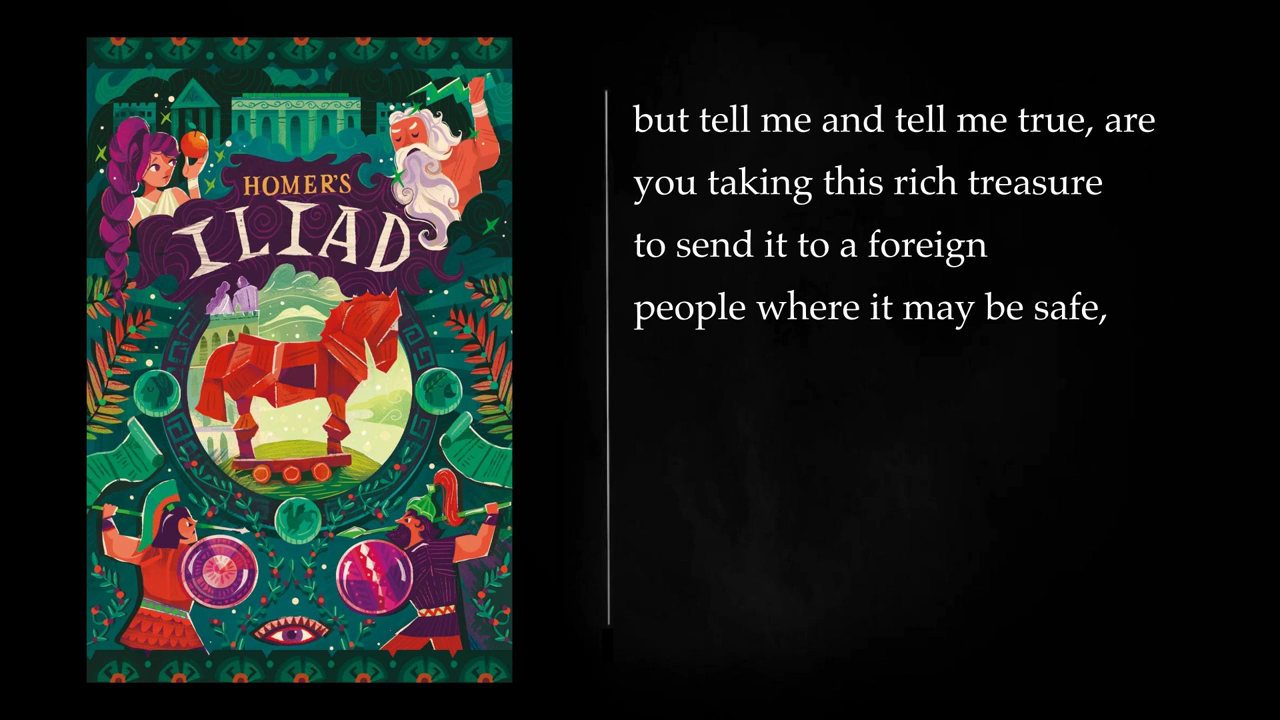 HOMER'S
ILIAD
but tell me and tell me true, are
you taking this rich treasure
to send it to a foreign
people where it may be safe,